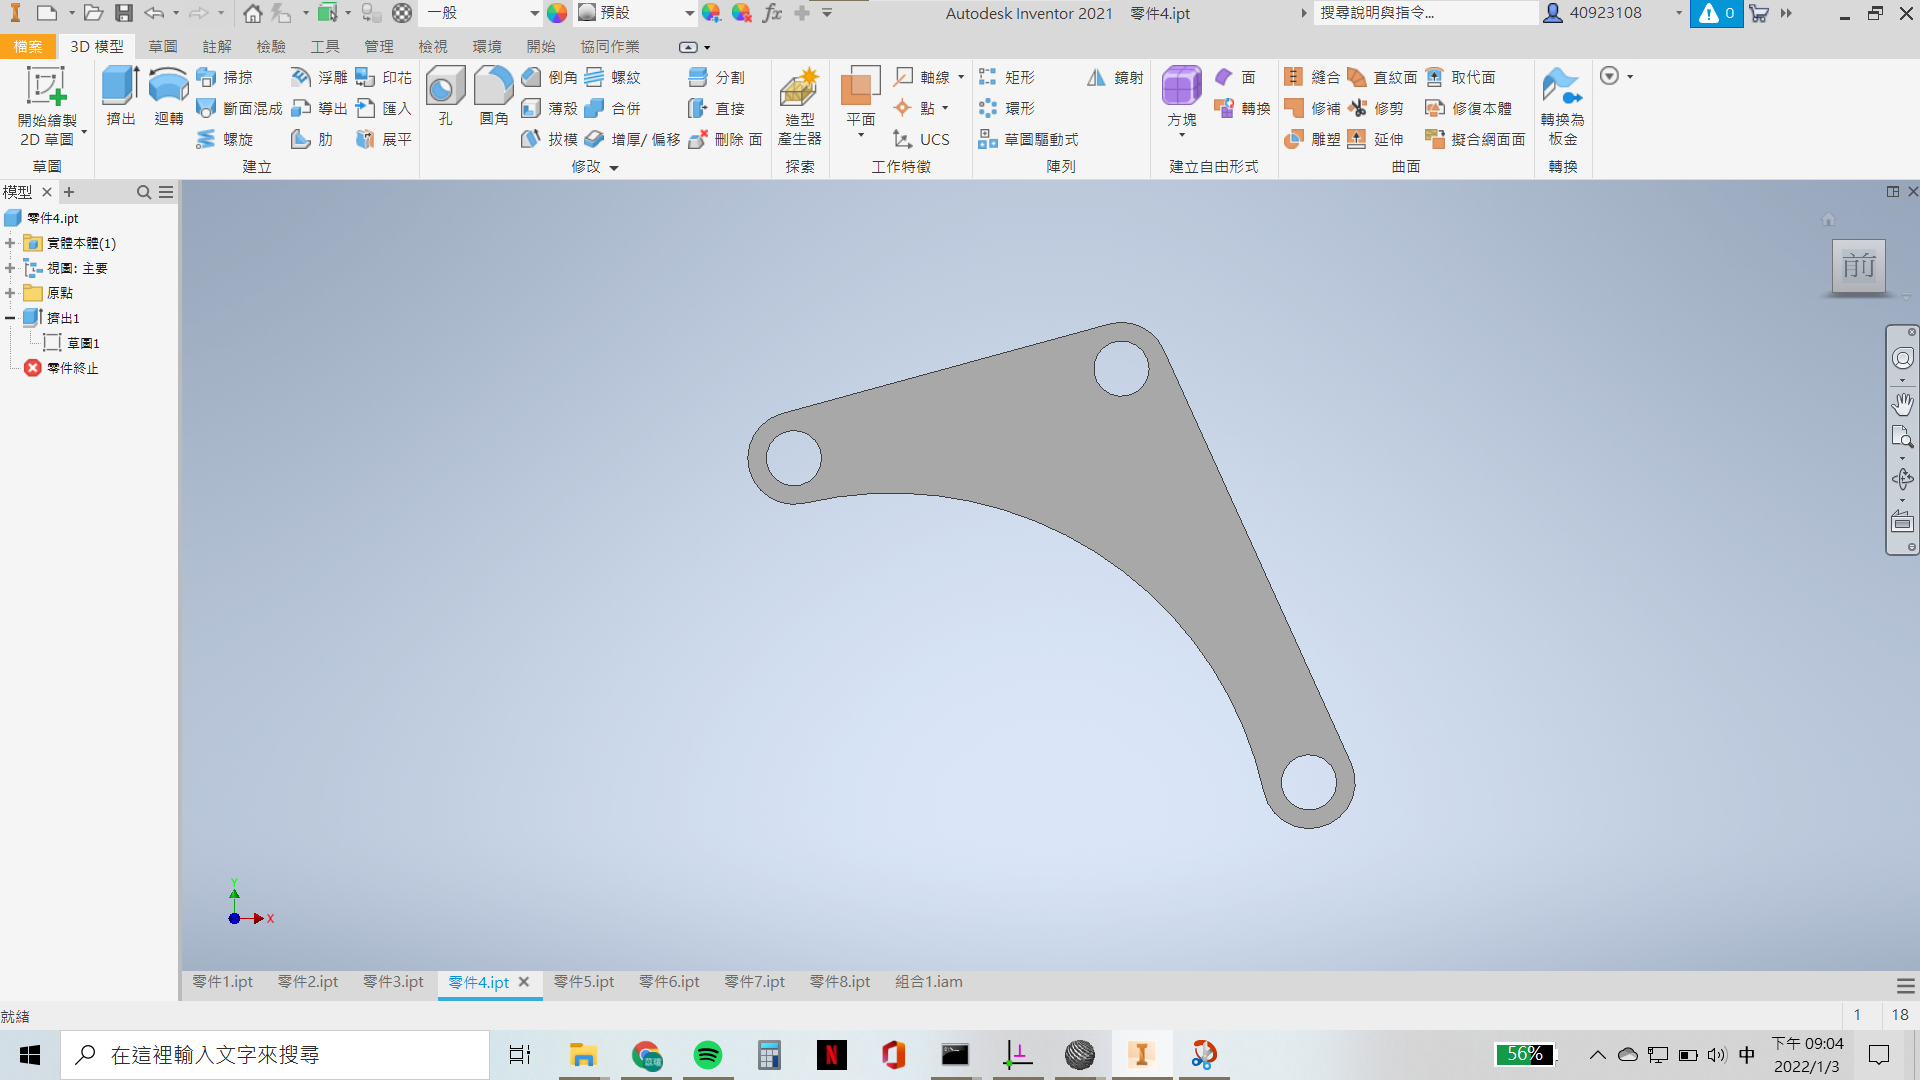 一般
預設
fx
Autodesk Inventor 2021 零件4.ipt
搜尋說明與指令...
40923108
0
檔案 3D 模型 草圖 註解 檢驗 工具 管理 檢視 環境 開始 協同作業
開始繪製
2D 草圖
草圖
擠出 迴轉
掃掠 浮雕 印花
斷面混成 導出 匯入
螺旋 肋 展平
建立
孔 圓角
倒角 螺紋 分割
薄殼 合併 直接
拔模 增厚/ 偏移 刪除 面
修改
造型
產生器
探索
平面
軸線
點
UCS
工作特徵
矩形 鏡射
環形
草圖驅動式
陣列
方塊
面
轉換
建立自由形式
縫合 直紋面 取代面
修補 修剪 修復本體
雕塑 延伸 擬合網面面
曲面
轉換為
板金
轉換
模型
零件4.ipt
實體本體(1)
視圖: 主要
原點
擠出1
草圖1
零件終止
前
Y
X
零件1.ipt 零件2.ipt 零件3.ipt 零件4.ipt 零件5.ipt 零件6.ipt 零件7.ipt 零件8.ipt 組合1.iam
就緒
1 18
在這裡輸入文字來搜尋
56%
中
下午 09:04
2022/1/3